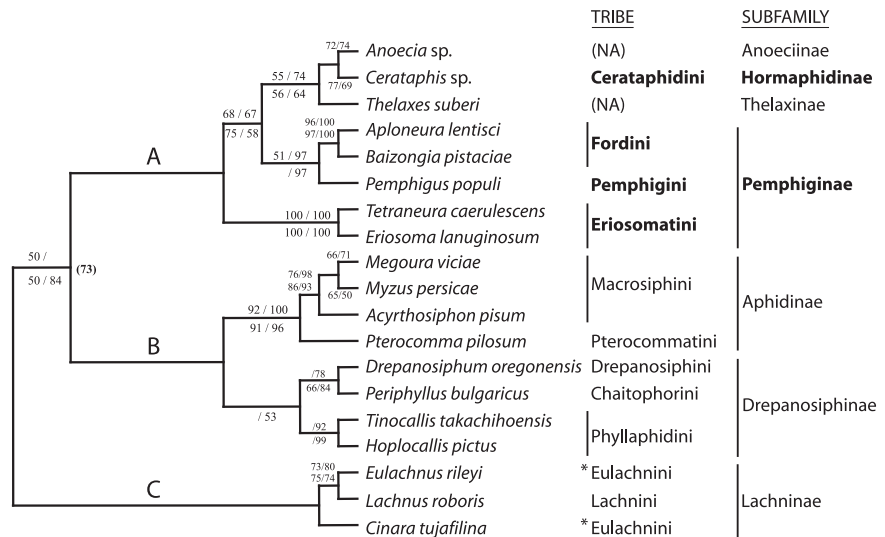 TRIBE SUBFAMILY
72/74 Anoecia sp. (NA) Anoeciinae
55 / 74 Cerataphis sp. Cerataphidini Hormaphidinae
56 / 64 77/69
Thelaxes suberi (NA) Thelaxinae
68 / 67 96/100 Aploneura lentisci
75 / 58 97/100 Fordini
51 / 97 Baizongia pistaciae
/ 97
A Pemphigus populi Pemphigini Pemphiginae
100 / 100 Tetraneura caerulescens
100 / 100 Eriosomatini
Eriosoma lanuginosum
50 / 66/71 Megoura viciae
50 / 84 (73) 76/98
86/93 65/50 Myzus persicae Macrosiphini Aphidinae
92 / 100
91 / 96 Acyrthosiphon pisum
B Pterocomma pilosum Pterocommatini
/78 Drepanosiphum oregonensis Drepanosiphini
66/84 Periphyllus bulgaricus Chaitophorini
/ 53 Drepanosiphinae
/92 Tinocallis takachihoensis
/99 Phyllaphidini
Hoplocallis pictus
73/80 Eulachnus rileyi * Eulachnini
75/74
C Lachnus roboris Lachnini Lachninae
Cinara tujafilina * Eulachnini